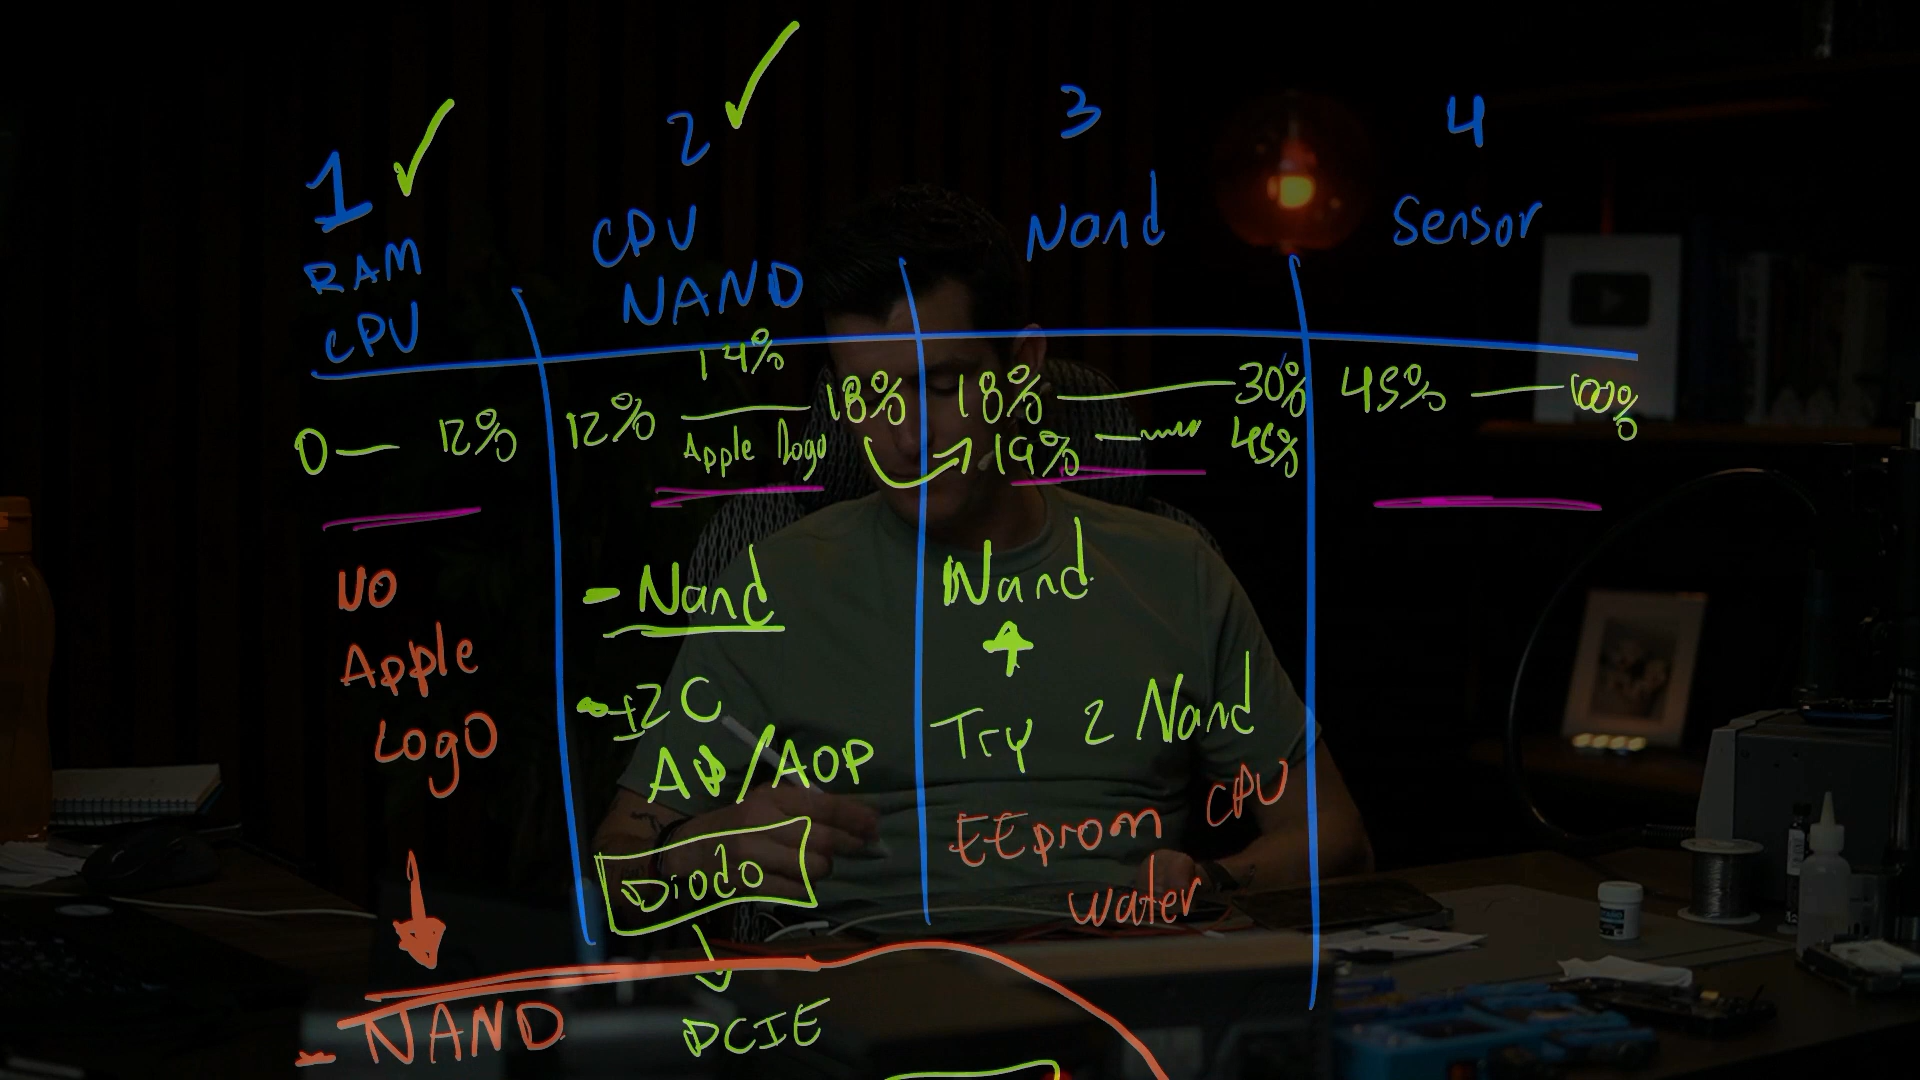 1
RAM
CPU
0 — 12%
NO
Apple
Logo
- NAND
2
CPU
NAND
14%
12% — 18%
Apple Logo
- Nand
- I2C
AP/AOP
Diodo
PCIE
3
Nand
18% — 30%
19% — 45%
Nand
Try 2 Nand
EEprom CPU
water
4
Sensor
45% — 100%